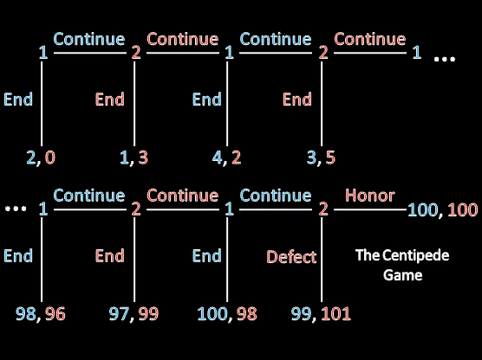 Continue Continue Continue Continue
1 2 1 2 1 ...
End End End End
2, 0 1, 3 4, 2 3, 5
Continue Continue Continue Honor
... 1 2 1 2 100, 100
End End End Defect The Centipede
Game
98, 96 97, 99 100, 98 99, 101